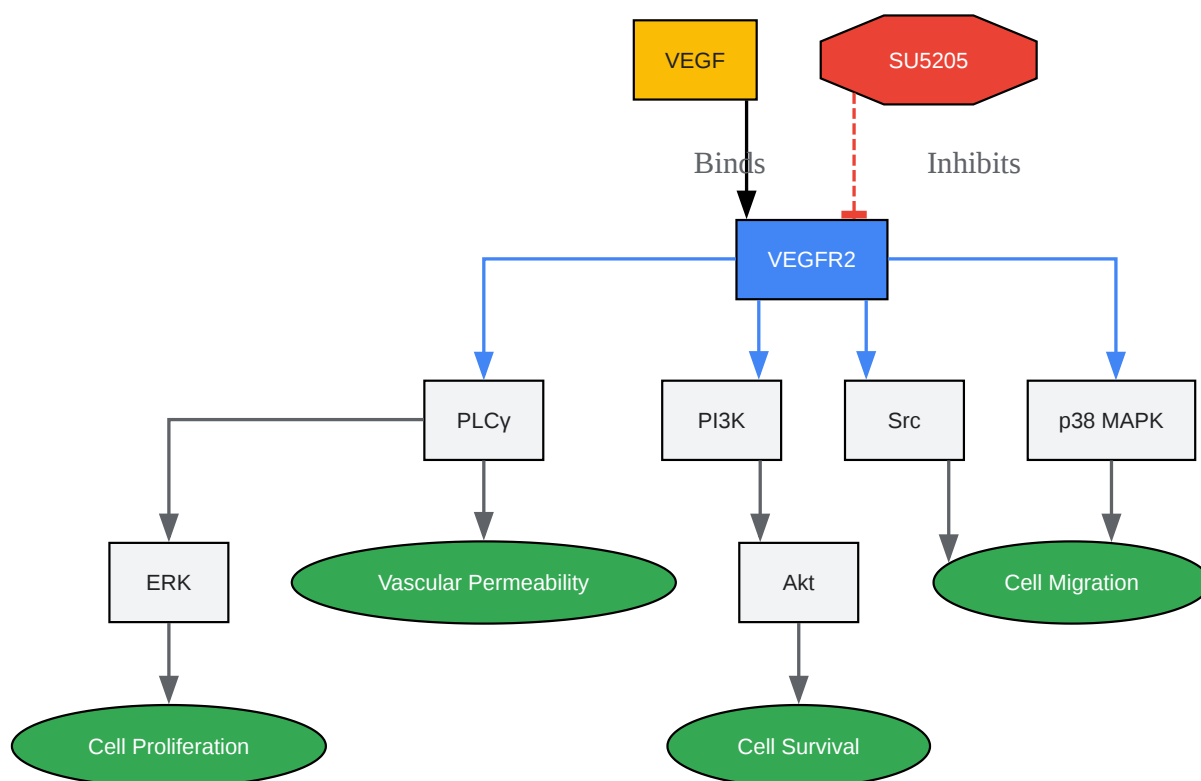 VEGF
SU5205
Binds
Inhibits
VEGFR2
PLCγ
PI3K
Src
p38 MAPK
ERK
Vascular Permeability
Akt
Cell Migration
Cell Proliferation
Cell Survival